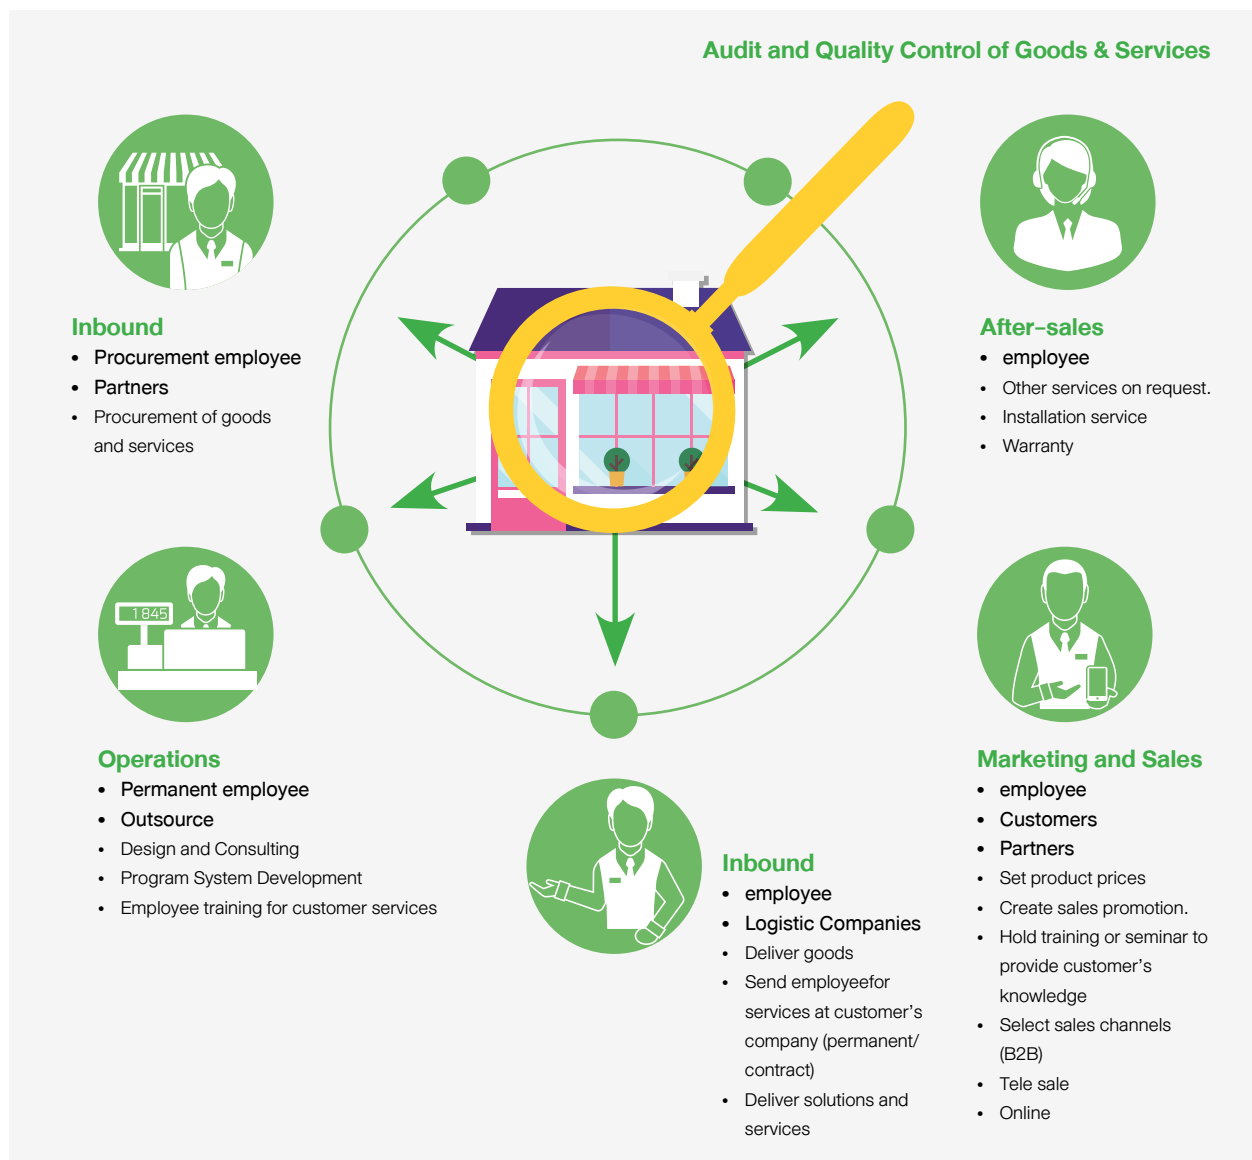 Audit and Quality Control of Goods & Services
Inbound
• Procurement employee
• Partners
• Procurement of goods
and services
After-sales
• employee
• Other services on request.
• Installation service
• Warranty
1845
Operations
• Permanent employee
• Outsource
• Design and Consulting
• Program System Development
• Employee training for customer services
Inbound
• employee
• Logistic Companies
• Deliver goods
• Send employeefor
services at customer's
company (permanent/
contract)
• Deliver solutions and
services
Marketing and Sales
• employee
• Customers
• Partners
• Set product prices
• Create sales promotion.
• Hold training or seminar to
provide customer's
knowledge
• Select sales channels
(B2B)
• Tele sale
• Online